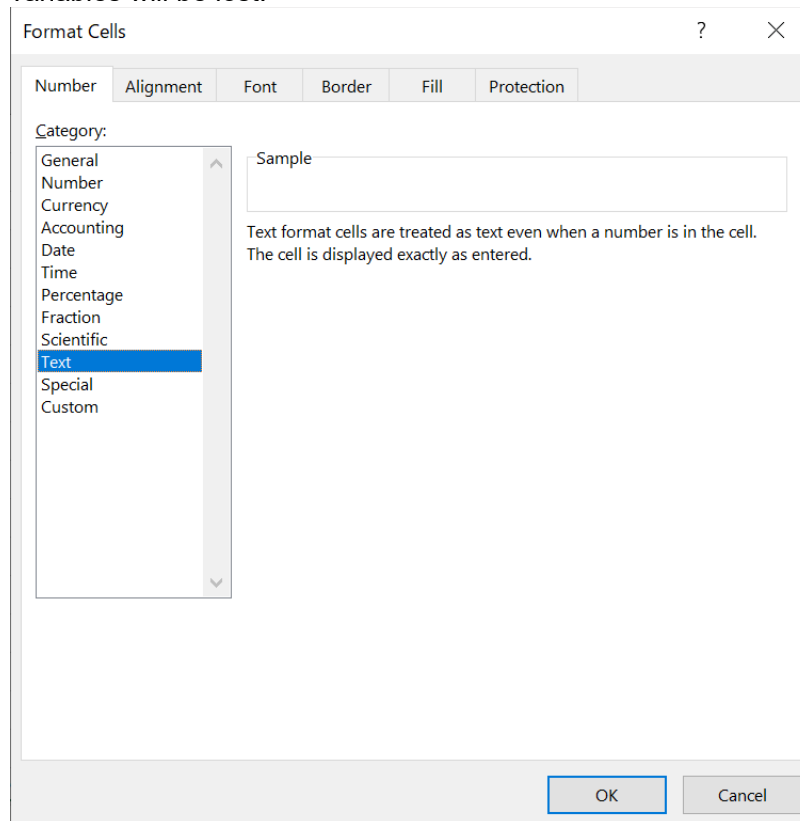 Format Cells ? ×
Number Alignment Font Border Fill Protection
Category:
General
Number
Currency
Accounting
Date
Time
Percentage
Fraction
Scientific
Text
Special
Custom
Sample
Text format cells are treated as text even when a number is in the cell.
The cell is displayed exactly as entered.
OK Cancel